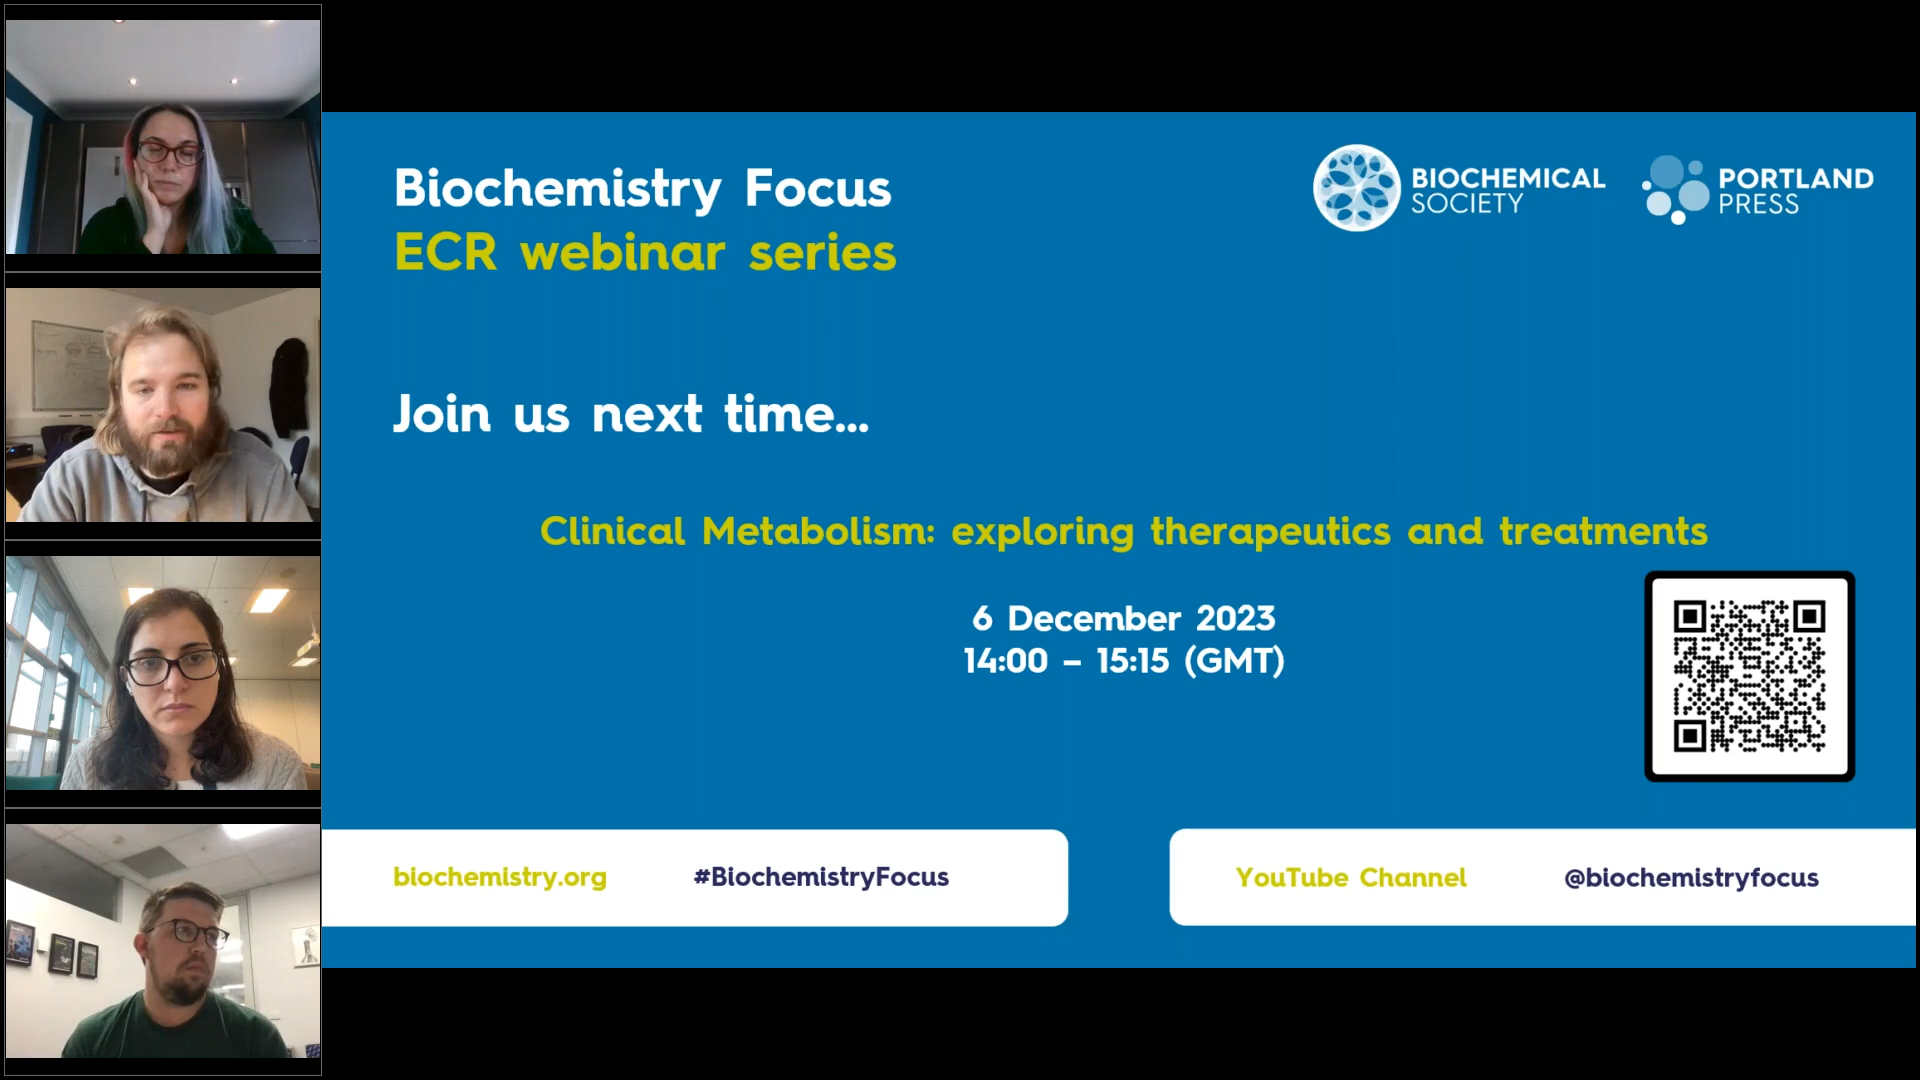 Biochemistry Focus
ECR webinar series
BIOCHEMICAL
SOCIETY
PORTLAND
PRESS
Join us next time...
Clinical Metabolism: exploring therapeutics and treatments
6 December 2023
14:00 – 15:15 (GMT)
biochemistry.org
#BiochemistryFocus
YouTube Channel
@biochemistryfocus